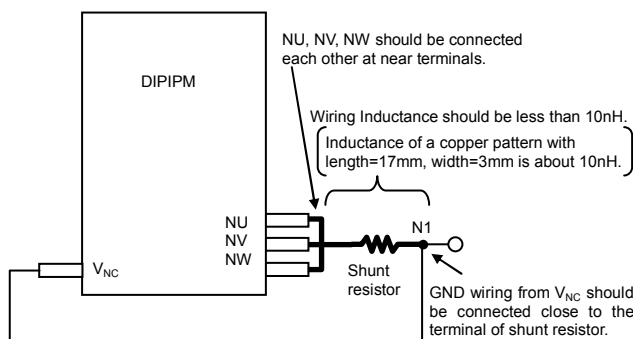 NU, NV, NW should be connected
each other at near terminals.
DIPIPM
Wiring Inductance should be less than 10nH.
Inductance of a copper pattern with
length=17mm, width=3mm is about 10nH.
NU
NV
NW
N1
VNC
Shunt
resistor
GND wiring from VNC should
be connected close to the
terminal of shunt resistor.